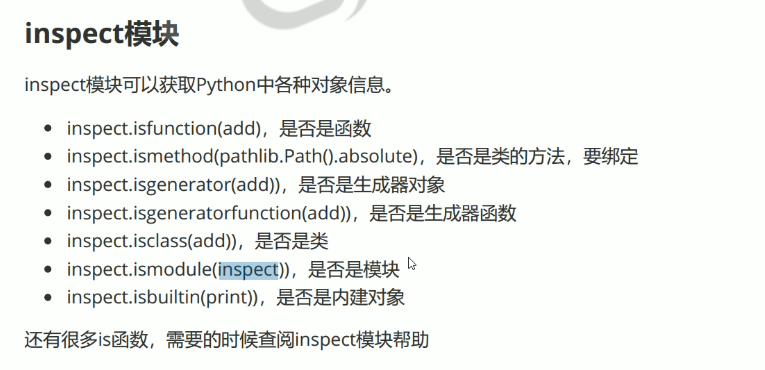 inspect模块
inspect模块可以获取Python中各种对象信息。
inspect.isfunction(add)，是否是函数
inspect.ismethod(pathlib.Path().absolute)，是否是类的方法，要绑定
inspect.isgenerator(add))，是否是生成器对象
inspect.isgeneratorfunction(add))，是否是生成器函数
inspect.isclass(add))，是否是类
inspect.ismodule(inspect))，是否是模块
inspect.isbuiltin(print))，是否是内建对象
还有很多is函数，需要的时候查阅inspect模块帮助